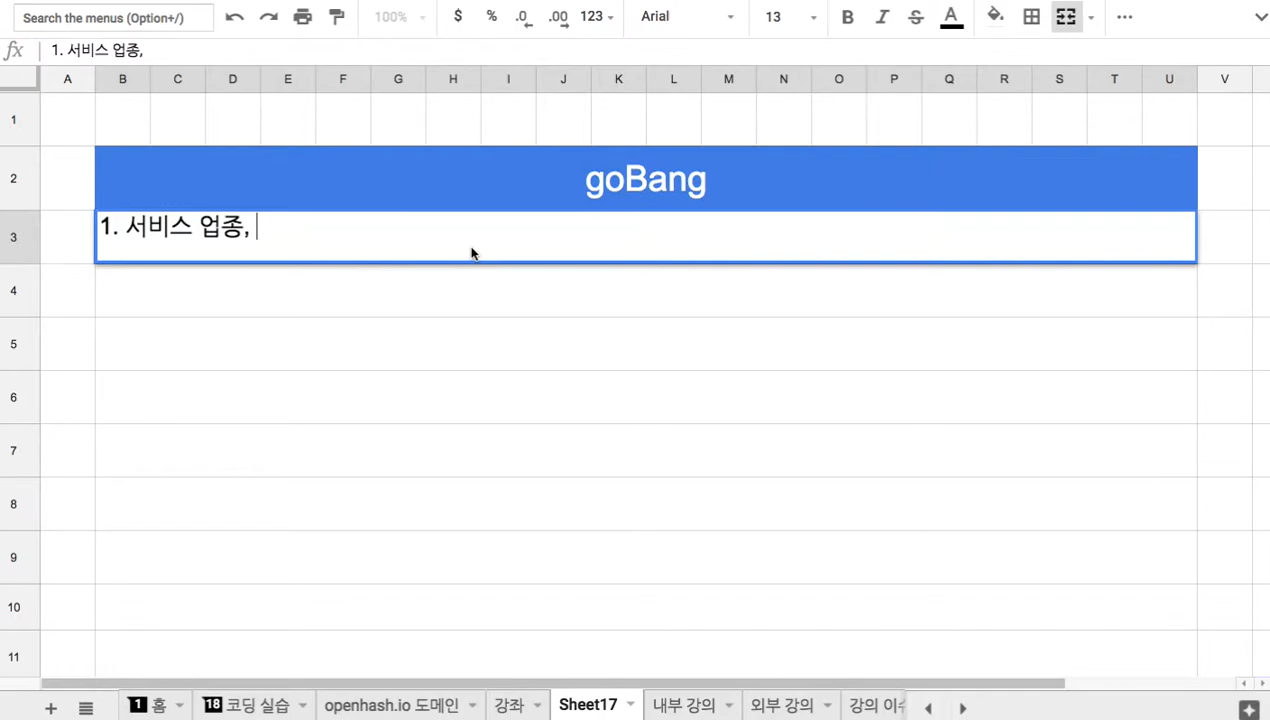 Search the menus (Option+/) 100% $ % .0 .00 123 Arial 13 B I S A
fx 1. 서비스 업종,
A B C D E F G H I J K L M N O P Q R S T U V
1
2 goBang
3 1. 서비스 업종,
4
5
6
7
8
9
10
11
1 홈 18 코딩 실습 openhash.io 도메인 강좌 Sheet17 내부 강의 외부 강의 강의 이수